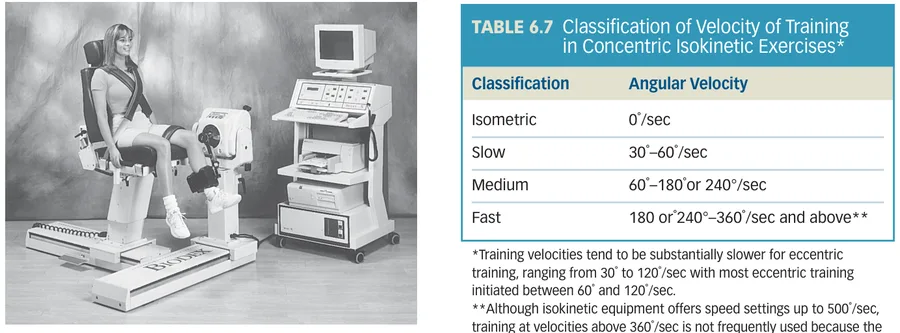 BIODEX
TABLE 6.7 Classification of Velocity of Training
in Concentric Isokinetic Exercises*
Classification Angular Velocity
Isometric 0°/sec
Slow 30°–60°/sec
Medium 60°–180°or 240°/sec
Fast 180 or°240°–360°/sec and above**
*Training velocities tend to be substantially slower for eccentric
training, ranging from 30° to 120°/sec with most eccentric training
initiated between 60° and 120°/sec.
**Although isokinetic equipment offers speed settings up to 500°/sec,
training at velocities above 360°/sec is not frequently used because the